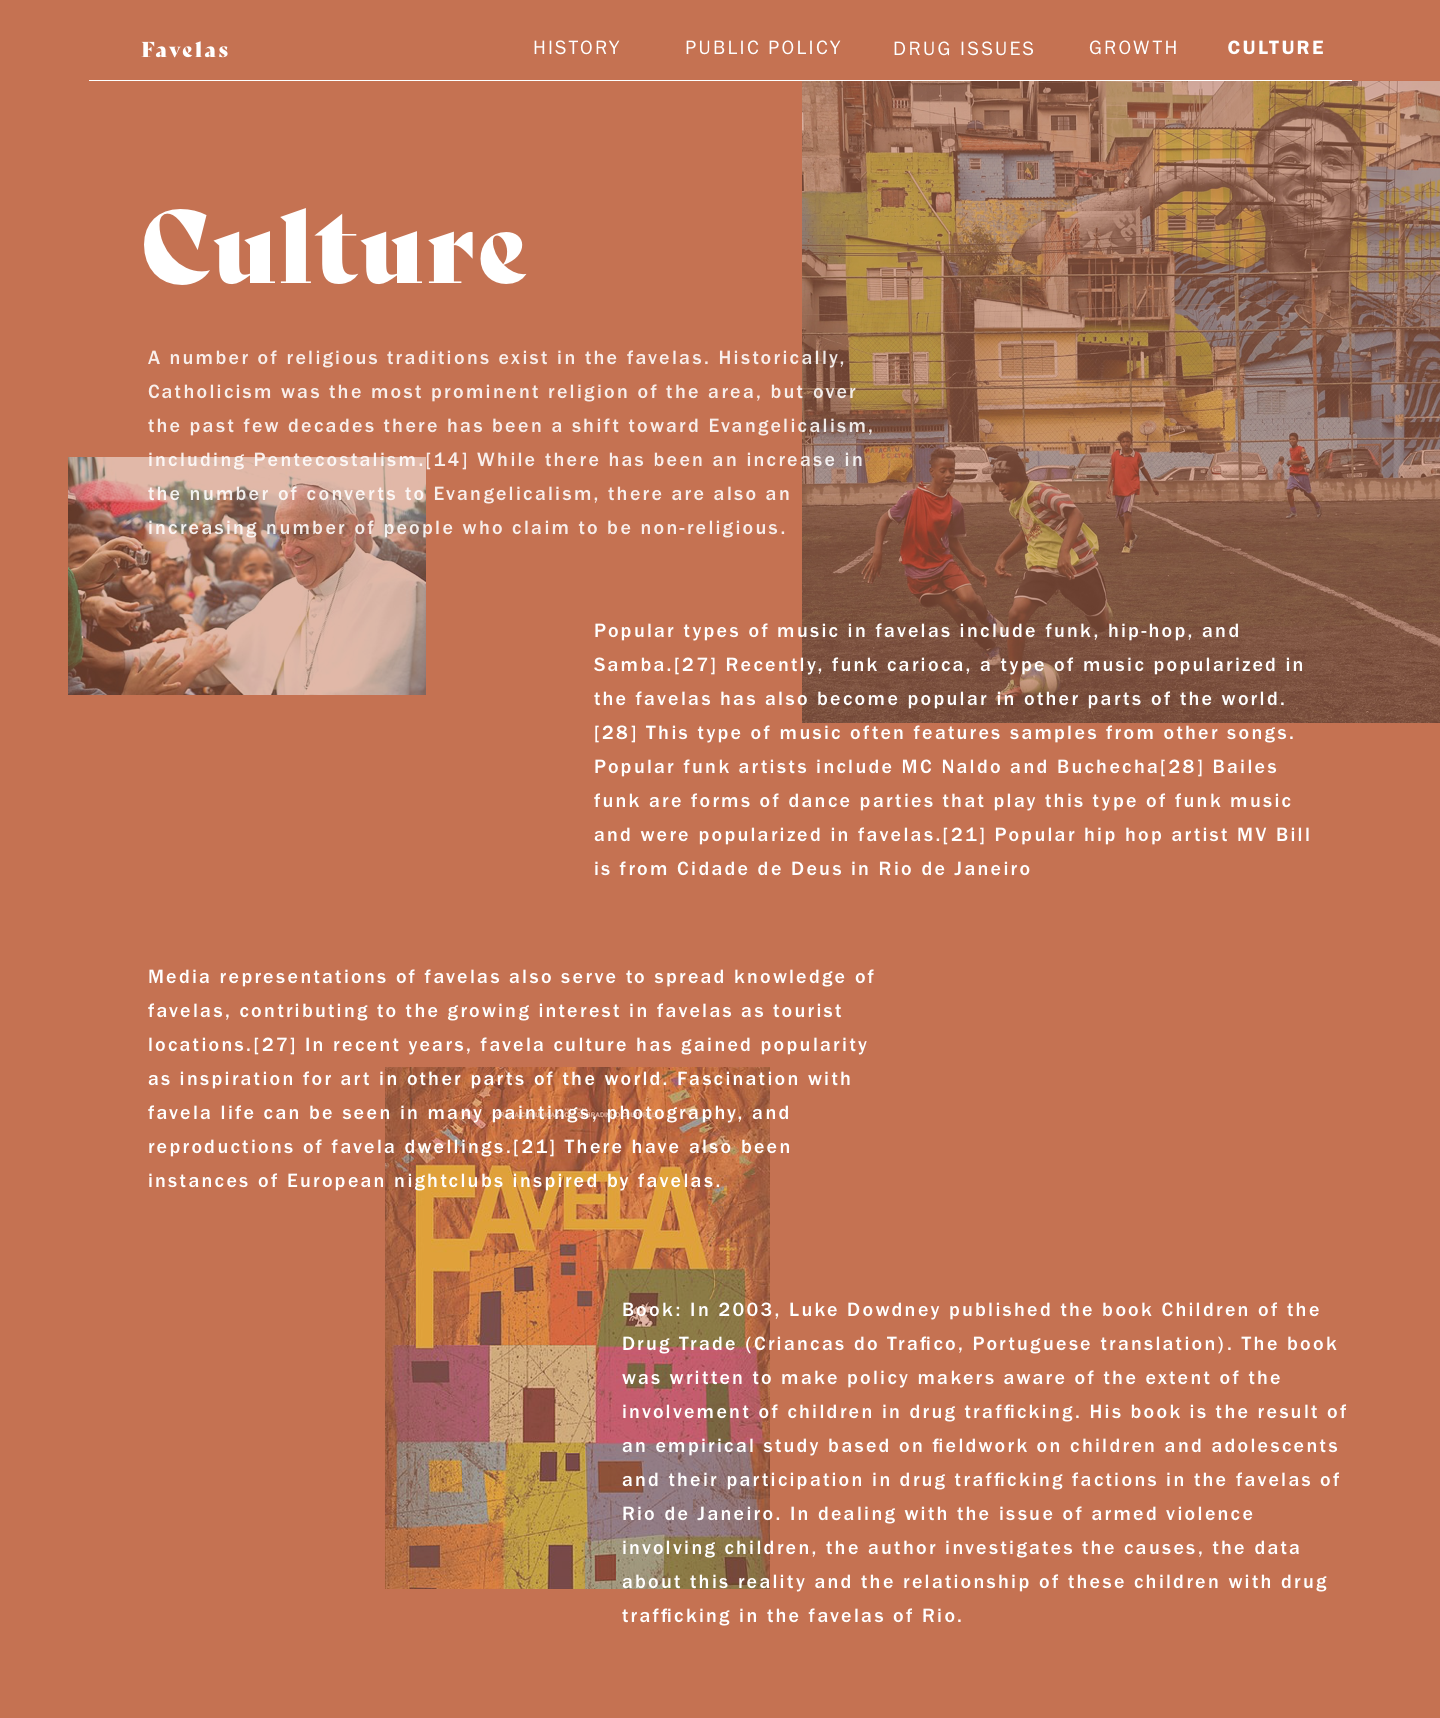 Favelas
HISTORY
PUBLIC POLICY
DRUG ISSUES
GROWTH
CULTURE
Culture
A number of religious traditions exist in the favelas. Historically,
Catholicism was the most prominent religion of the area, but over
the past few decades there has been a shift toward Evangelicalism,
including Pentecostalism.[14] While there has been an increase in
the number of converts to Evangelicalism, there are also an
increasing number of people who claim to be non-religious.
Popular types of music in favelas include funk, hip-hop, and
Samba.[27] Recently, funk carioca, a type of music popularized in
the favelas has also become popular in other parts of the world.
[28] This type of music often features samples from other songs.
Popular funk artists include MC Naldo and Buchecha[28] Bailes
funk are forms of dance parties that play this type of funk music
and were popularized in favelas.[21] Popular hip hop artist MV Bill
is from Cidade de Deus in Rio de Janeiro
Media representations of favelas also serve to spread knowledge of
favelas, contributing to the growing interest in favelas as tourist
locations.[27] In recent years, favela culture has gained popularity
as inspiration for art in other parts of the world. Fascination with
favela life can be seen in many paintings, photography, and
reproductions of favela dwellings.[21] There have also been
instances of European nightclubs inspired by favelas.
FAVELA
Book: In 2003, Luke Dowdney published the book Children of the
Drug Trade (Criancas do Trafico, Portuguese translation). The book
was written to make policy makers aware of the extent of the
involvement of children in drug trafficking. His book is the result of
an empirical study based on fieldwork on children and adolescents
and their participation in drug trafficking factions in the favelas of
Rio de Janeiro. In dealing with the issue of armed violence
involving children, the author investigates the causes, the data
about this reality and the relationship of these children with drug
trafficking in the favelas of Rio.